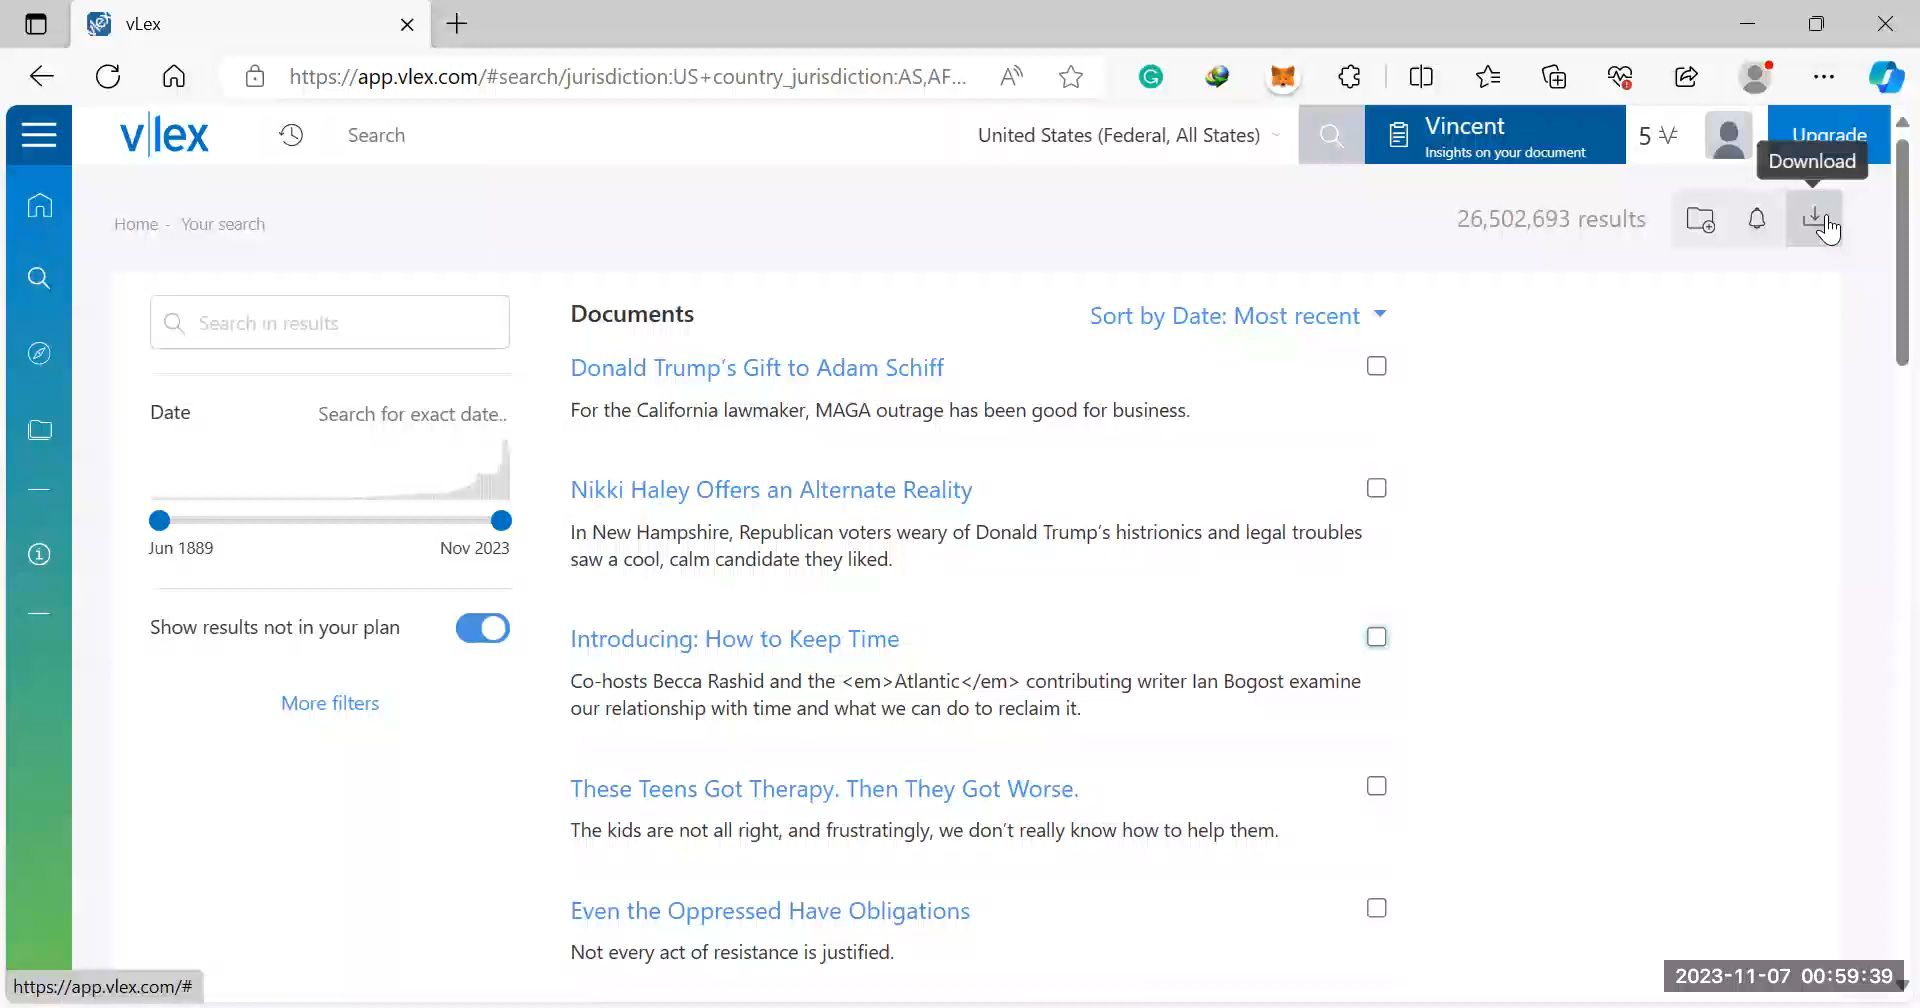 vLex
https://app.vlex.com/#search/jurisdiction:US+country_jurisdiction:AS,AF...
v|lex
Search
United States (Federal, All States)
Vincent
Insights on your document
5
Upgrade
Download
Home - Your search
26,502,693 results
Search in results
Documents
Sort by Date: Most recent
Donald Trump's Gift to Adam Schiff
For the California lawmaker, MAGA outrage has been good for business.
Date
Search for exact date..
Nikki Haley Offers an Alternate Reality
In New Hampshire, Republican voters weary of Donald Trump's histrionics and legal troubles
saw a cool, calm candidate they liked.
Jun 1889
Nov 2023
Show results not in your plan
More filters
Introducing: How to Keep Time
Co-hosts Becca Rashid and the <em>Atlantic</em> contributing writer Ian Bogost examine
our relationship with time and what we can do to reclaim it.
These Teens Got Therapy. Then They Got Worse.
The kids are not all right, and frustratingly, we don't really know how to help them.
Even the Oppressed Have Obligations
Not every act of resistance is justified.
https://app.vlex.com/#
2023-11-07 00:59:39